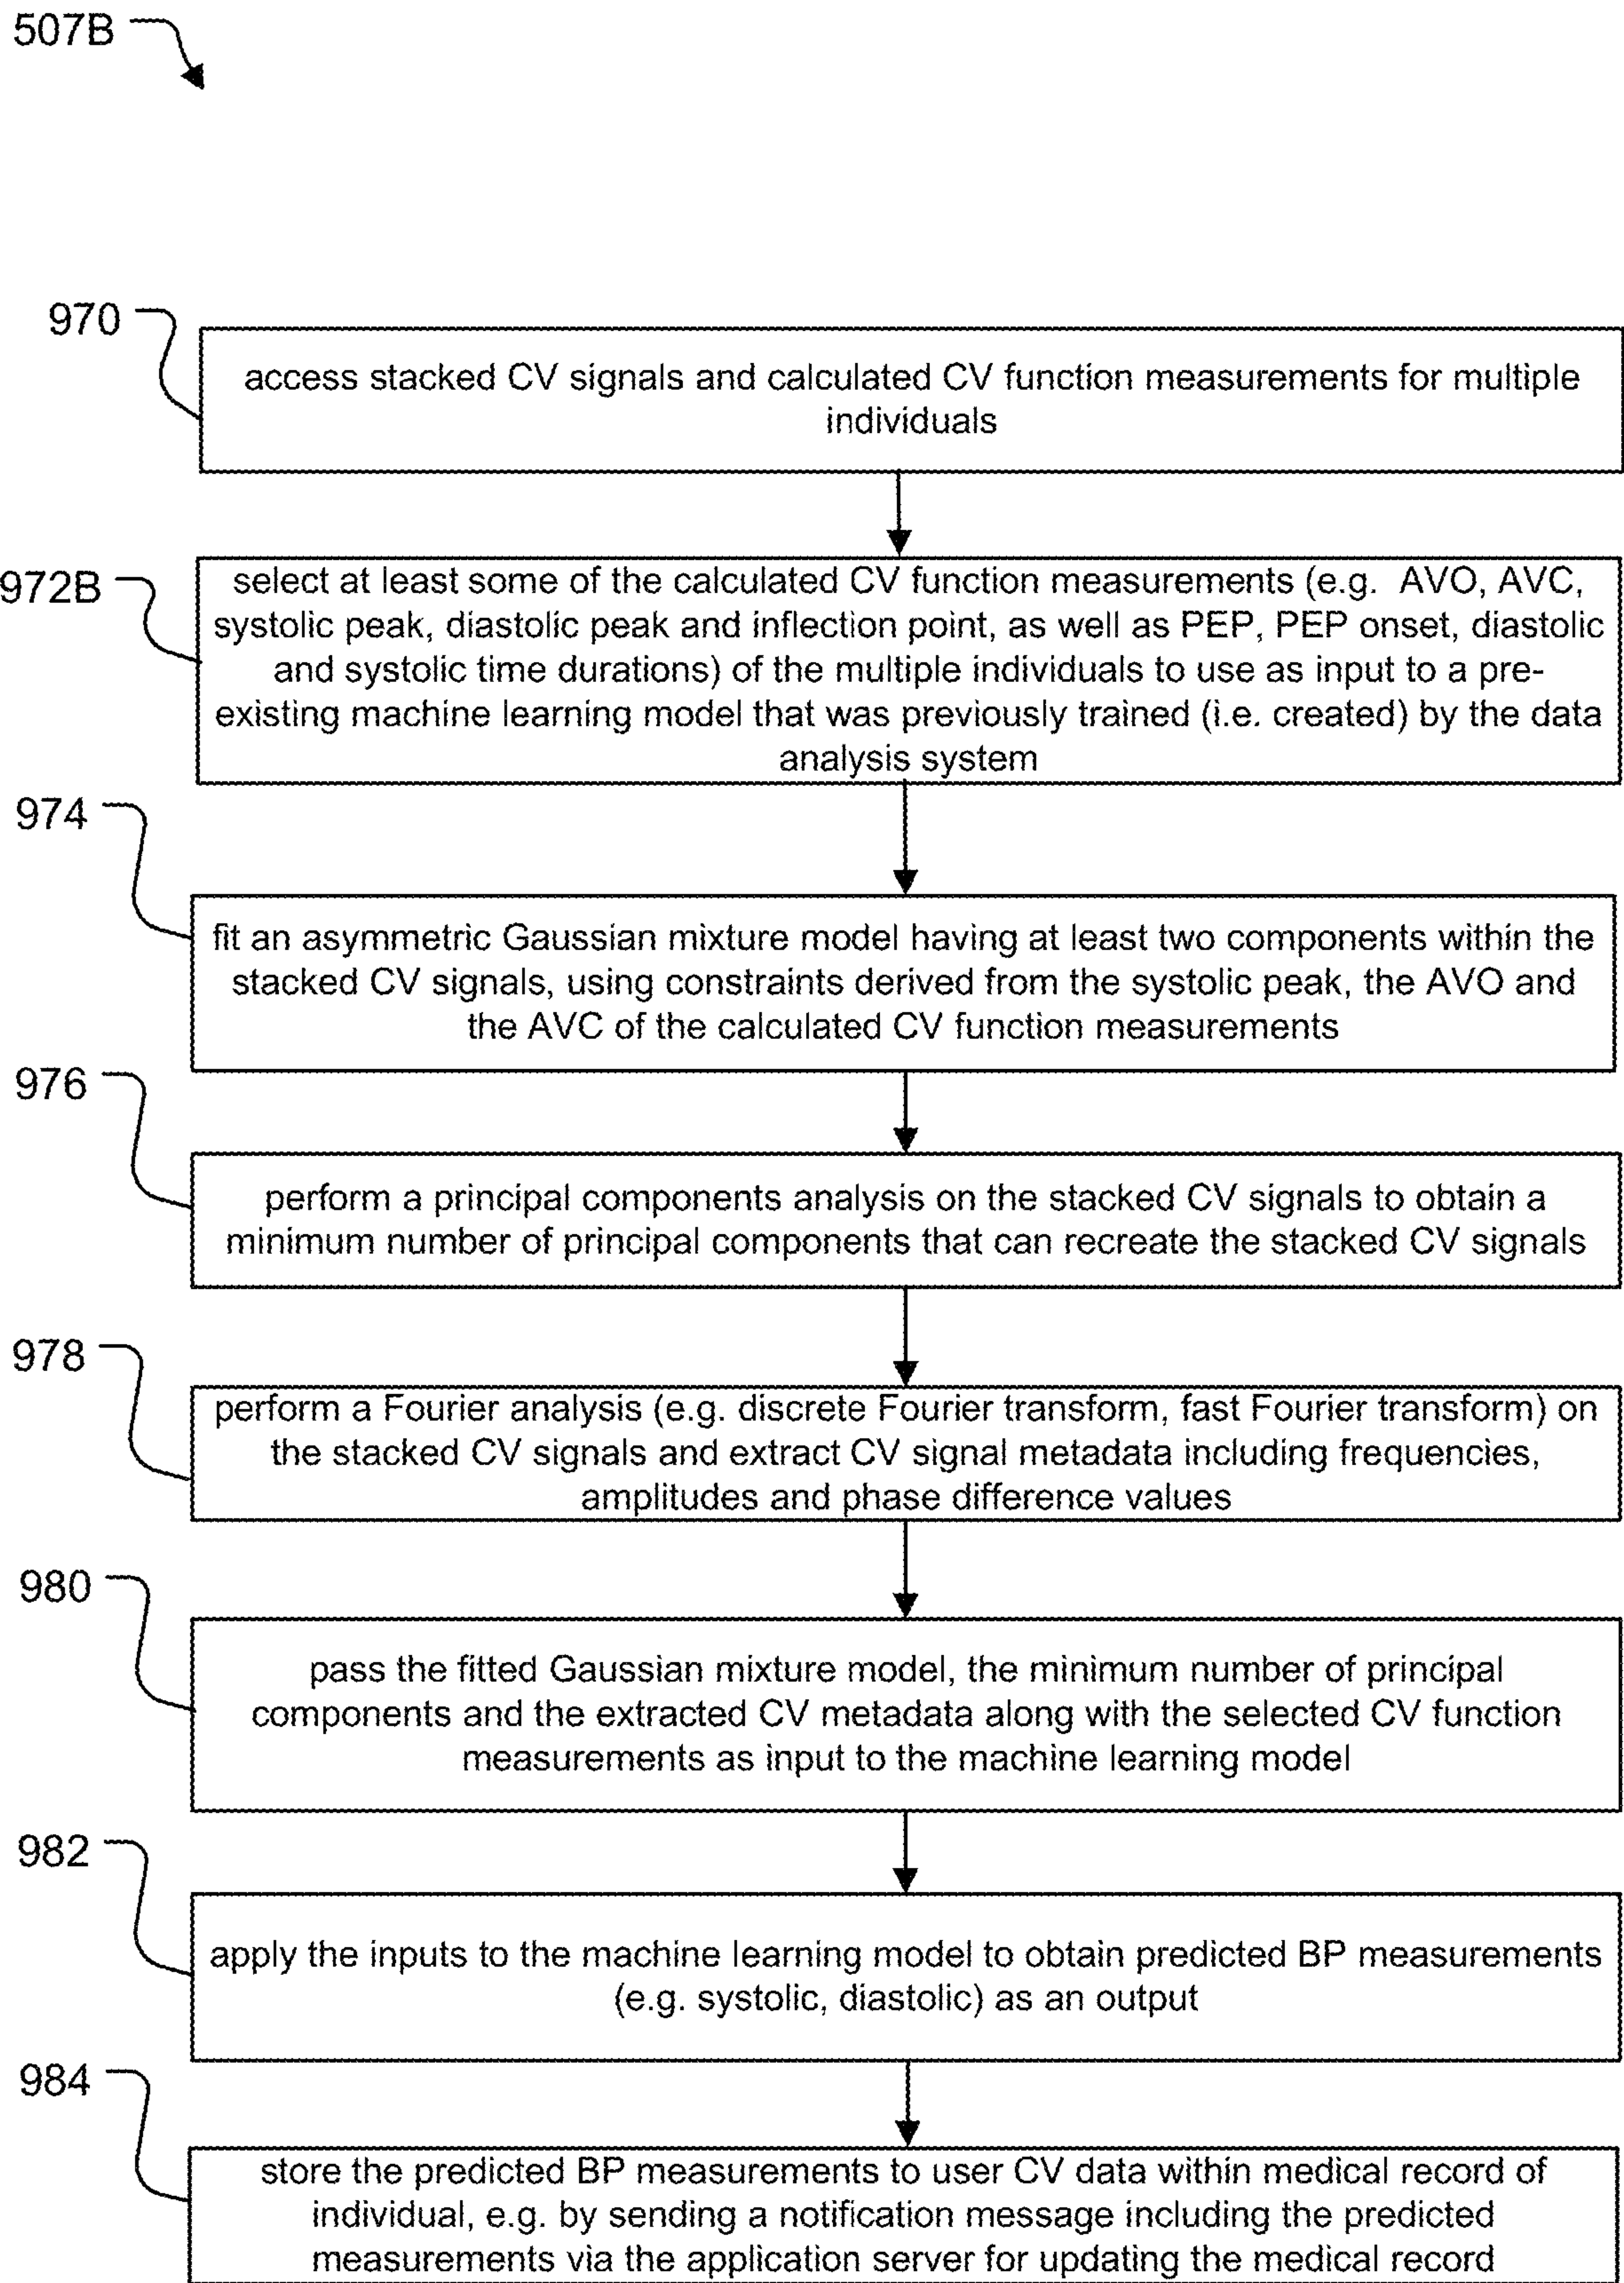 507B
970
access stacked CV signals and calculated CV function measurements for multiple
individuals
972B
select at least some of the calculated CV function measurements (e.g. AVO, AVC,
systolic peak, diastolic peak and inflection point, as well as PEP, PEP onset, diastolic
and systolic time durations) of the multiple individuals to use as input to a pre-
existing machine learning model that was previously trained (i.e. created) by the data
analysis system
974
fit an asymmetric Gaussian mixture model having at least two components within the
stacked CV signals, using constraints derived from the systolic peak, the AVO and
the AVC of the calculated CV function measurements
976
perform a principal components analysis on the stacked CV signals to obtain a
minimum number of principal components that can recreate the stacked CV signals
978
perform a Fourier analysis (e.g. discrete Fourier transform, fast Fourier transform) on
the stacked CV signals and extract CV signal metadata including frequencies,
amplitudes and phase difference values
980
pass the fitted Gaussian mixture model, the minimum number of principal
components and the extracted CV metadata along with the selected CV function
measurements as input to the machine learning model
982
apply the inputs to the machine learning model to obtain predicted BP measurements
(e.g. systolic, diastolic) as an output
984
store the predicted BP measurements to user CV data within medical record of
individual, e.g. by sending a notification message including the predicted
measurements via the application server for updating the medical record